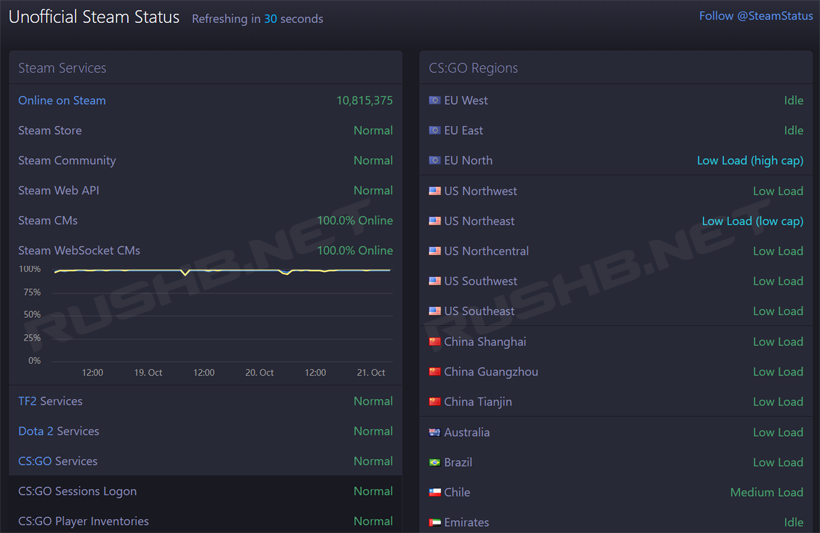 Unofficial Steam Status Refreshing in 30 seconds
Follow @SteamStatus
Steam Services
Online on Steam 10,815,375
Steam Store Normal
Steam Community Normal
Steam Web API Normal
Steam CMs 100.0% Online
Steam WebSocket CMs 100.0% Online
100%
75%
50%
25%
0%
12:00 19. Oct 12:00 20. Oct 12:00 21. Oct
TF2 Services Normal
Dota 2 Services Normal
CS:GO Services Normal
CS:GO Sessions Logon Normal
CS:GO Player Inventories Normal
CS:GO Regions
EU West Idle
EU East Idle
EU North Low Load (high cap)
US Northwest Low Load
US Northeast Low Load (low cap)
US Northcentral Low Load
US Southwest Low Load
US Southeast Low Load
China Shanghai Low Load
China Guangzhou Low Load
China Tianjin Low Load
Australia Low Load
Brazil Low Load
Chile Medium Load
Emirates Idle
RUSHB.NET
RUSHB.NET